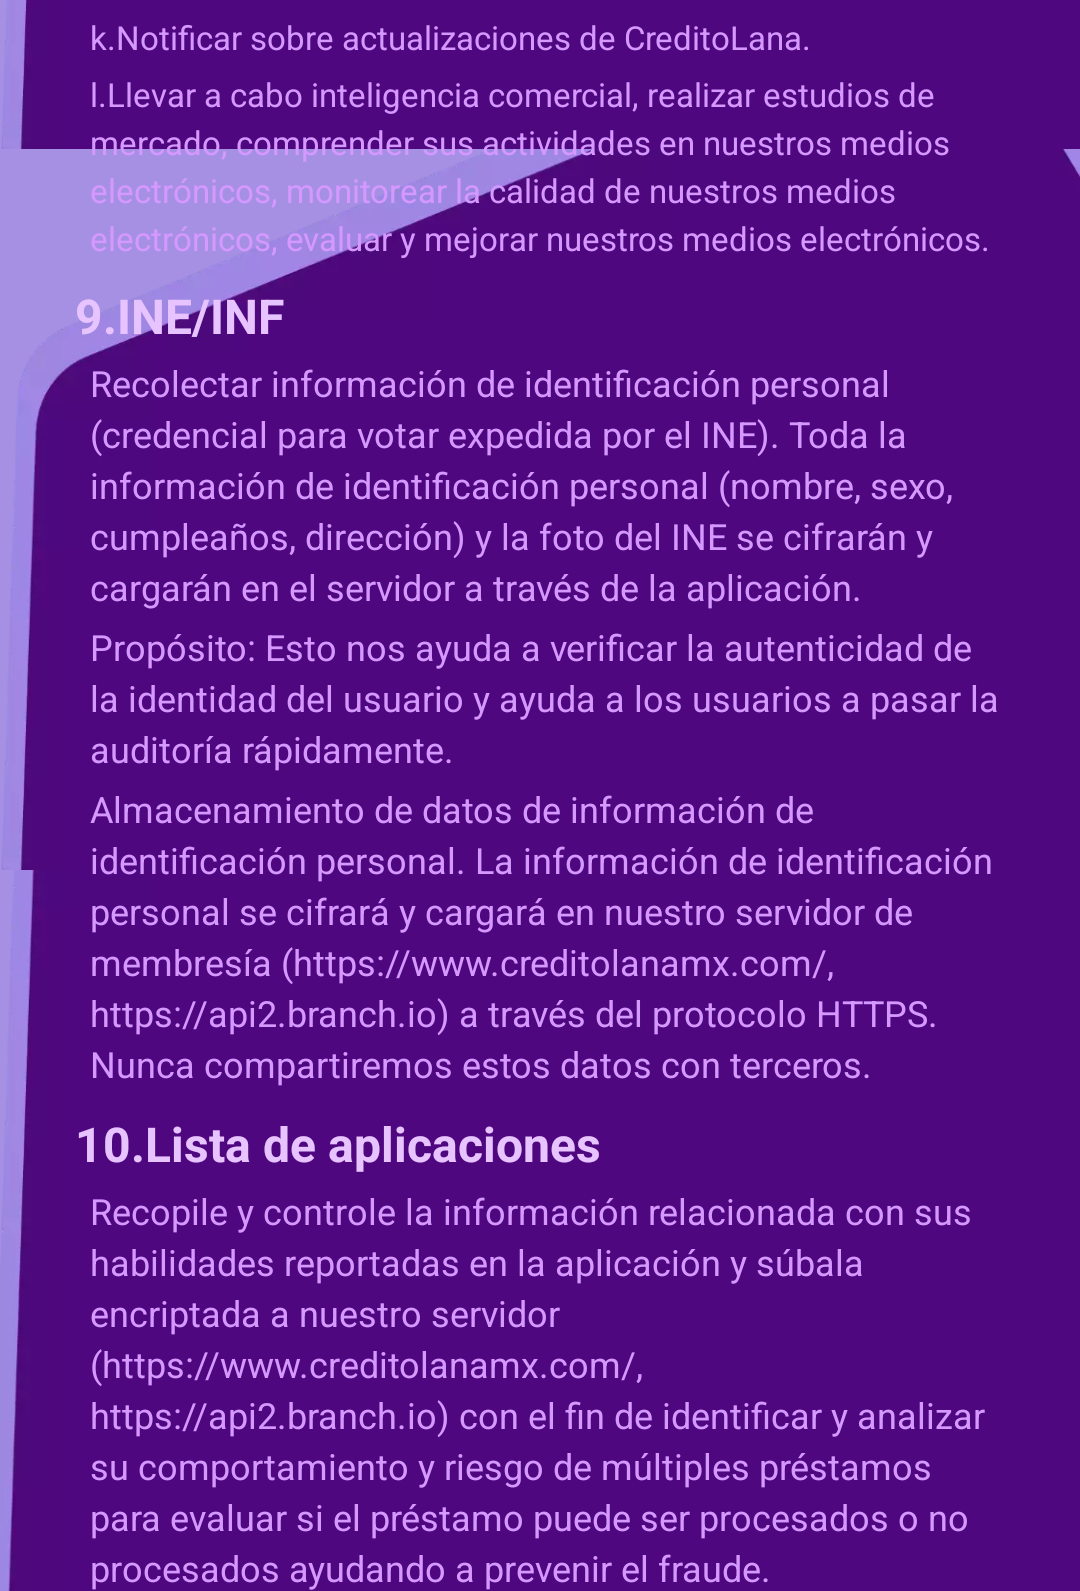 k.Notificar sobre actualizaciones de CreditoLana.
l.Llevar a cabo inteligencia comercial, realizar estudios de
mercado, comprender sus actividades en nuestros medios
electrónicos, monitorear la calidad de nuestros medios
electrónicos, evaluar y mejorar nuestros medios electrónicos.
9.INE/INF
Recolectar información de identificación personal
(credencial para votar expedida por el INE). Toda la
información de identificación personal (nombre, sexo,
cumpleaños, dirección) y la foto del INE se cifrarán y
cargarán en el servidor a través de la aplicación.
Propósito: Esto nos ayuda a verificar la autenticidad de
la identidad del usuario y ayuda a los usuarios a pasar la
auditoría rápidamente.
Almacenamiento de datos de información de
identificación personal. La información de identificación
personal se cifrará y cargará en nuestro servidor de
membresía (https://www.creditolanamx.com/,
https://api2.branch.io) a través del protocolo HTTPS.
Nunca compartiremos estos datos con terceros.
10.Lista de aplicaciones
Recopile y controle la información relacionada con sus
habilidades reportadas en la aplicación y súbala
encriptada a nuestro servidor
(https://www.creditolanamx.com/,
https://api2.branch.io) con el fin de identificar y analizar
su comportamiento y riesgo de múltiples préstamos
para evaluar si el préstamo puede ser procesados o no
procesados ayudando a prevenir el fraude.